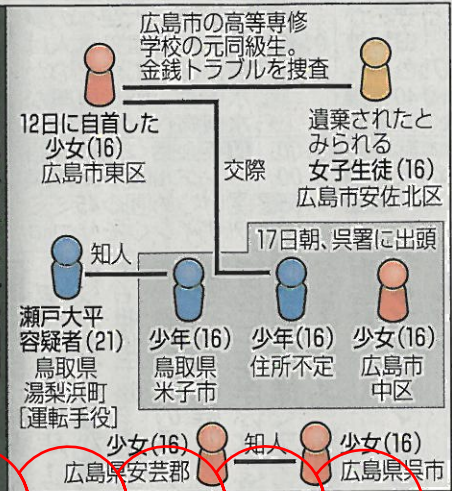 広島市の高等専修
学校の元同級生。
金銭トラブルを捜査
12日に自首した
少女(16)
広島市東区
遺棄されたと
みられる
女子生徒(16)
広島市安佐北区
交際
17日朝、呉署に出頭
知人
瀬戸大平
容疑者(21)
鳥取県
湯梨浜町
[運転手役]
少年(16)
鳥取県
米子市
少年(16)
住所不定
少女(16)
広島市
中区
少女(16)
広島県安芸郡
知人
少女(16)
広島県呉市